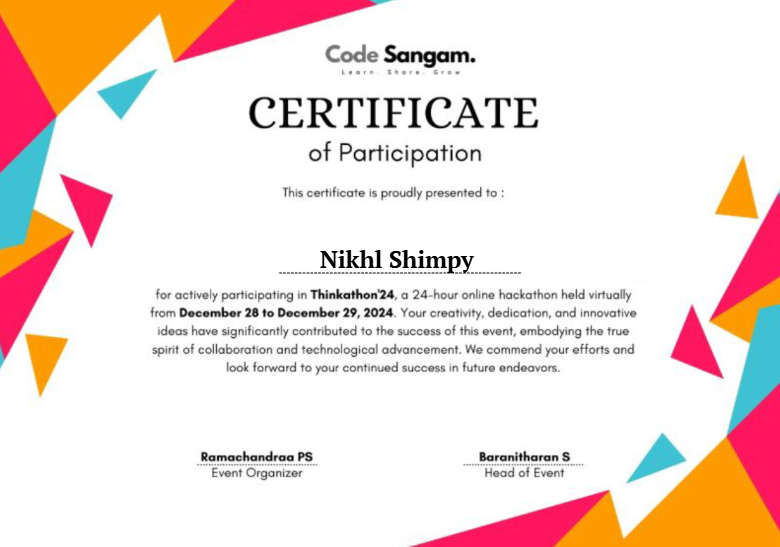 Code Sangam.
Learn. Share. Grow
CERTIFICATE
of Participation
This certificate is proudly presented to :
Nikhl Shimpy
for actively participating in Thinkathon'24, a 24-hour online hackathon held virtually
from December 28 to December 29, 2024. Your creativity, dedication, and innovative
ideas have significantly contributed to the success of this event, embodying the true
spirit of collaboration and technological advancement. We commend your efforts and
look forward to your continued success in future endeavors.
Ramachandraa PS
Event Organizer
Baranitharan S
Head of Event